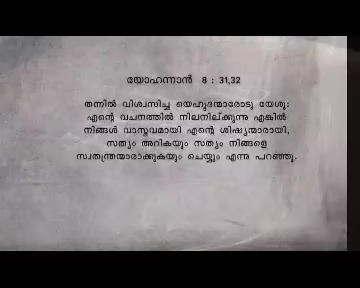 യോഹന്നാൻ 8 : 31,32
തന്നിൽ വിശ്വസിച്ച യെഹൂദന്മാരോടു യേശു:
എന്റെ വചനത്തിൽ നിലനില്ക്കുന്നു എങ്കിൽ
നിങ്ങൾ വാസ്തവമായി എന്റെ ശിഷ്യന്മാരായി,
സത്യം അറികയും സത്യം നിങ്ങളെ
സ്വതന്ത്രന്മാരാക്കുകയും ചെയ്യും എന്നു പറഞ്ഞു.